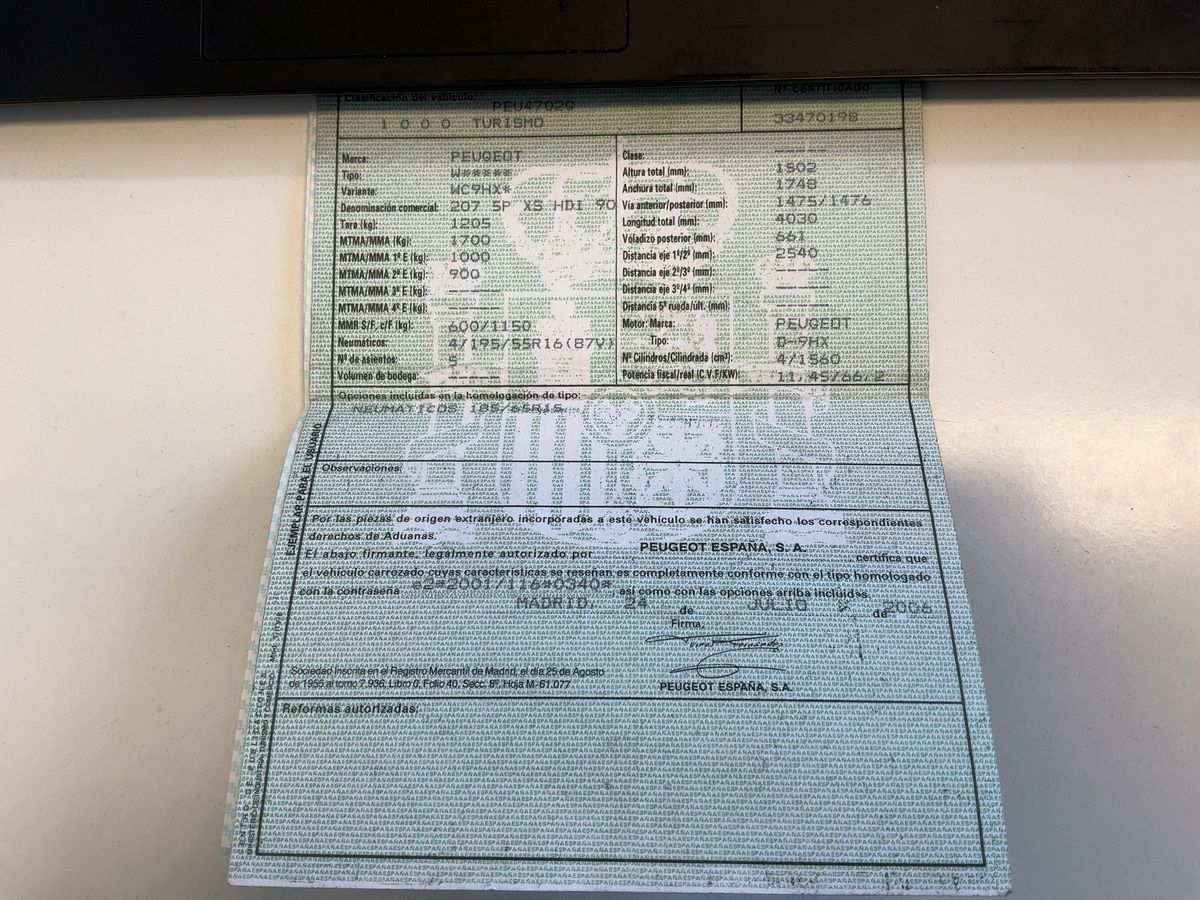 Clasificación del vehículo:
PEU4702G
Nº CERTIFICADO
1 0 0 0 TURISMO
33470198
Marca: PEUGEOT
Tipo: W*****
Variante: WC9HX*
Denominación comercial: 207 5P XS HDI 90
Tara (kg): 1205
MTMA/MMA (Kg): 1700
MTMA/MMA 1º E (kg): 1000
MTMA/MMA 2º E (kg): 900
MTMA/MMA 3º E (kg): -----
MTMA/MMA 4º E (kg): -----
MMR S/F. c/F. (kg): 600/1150
Neumáticos: 4/195/55R16(87V)
Nº de asientos: 5
Volumen de bodega: -----
Clase: -----
Altura total (mm): 1502
Anchura total (mm): 1748
Vía anterior/posterior (mm): 1475/1476
Longitud total (mm): 4030
Voladizo posterior (mm): 661
Distancia eje 1º/2º (mm): 2540
Distancia eje 2º/3º (mm): -----
Distancia eje 3º/4º (mm): -----
Distancia 5ª rueda/últ. (mm): -----
Motor: Marca: PEUGEOT
Tipo: D-9HX
Nº Cilindros/Cilindrada (cm³): 4/1560
Potencia fiscal/real (C.V.F/KW): 11,45/66,2
Opciones incluidas en la homologación de tipo:
NEUMATICOS 185/65R15
Observaciones:
Por las piezas de origen extranjero incorporadas a este vehículo se han satisfecho los correspondientes
derechos de Aduanas.
El abajo firmante, legalmente autorizado por PEUGEOT ESPAÑA, S. A. certifica que
el vehículo carrozado cuyas características se reseñan es completamente conforme con el tipo homologado
con la contraseña *2*2001/116*0340*, así como con las opciones arriba incluidas.
MADRID, 24 de JULIO de 2006
Firma,
Sociedad Inscrita en el Registro Mercantil de Madrid, el día 25 de Agosto
de 1955 al tomo 7.936, Libro 0, Folio 40, Secc. 8ª, Hoja M- 61.077
PEUGEOT ESPAÑA, S.A.
Reformas autorizadas:
EJEMPLAR PARA EL USUARIO